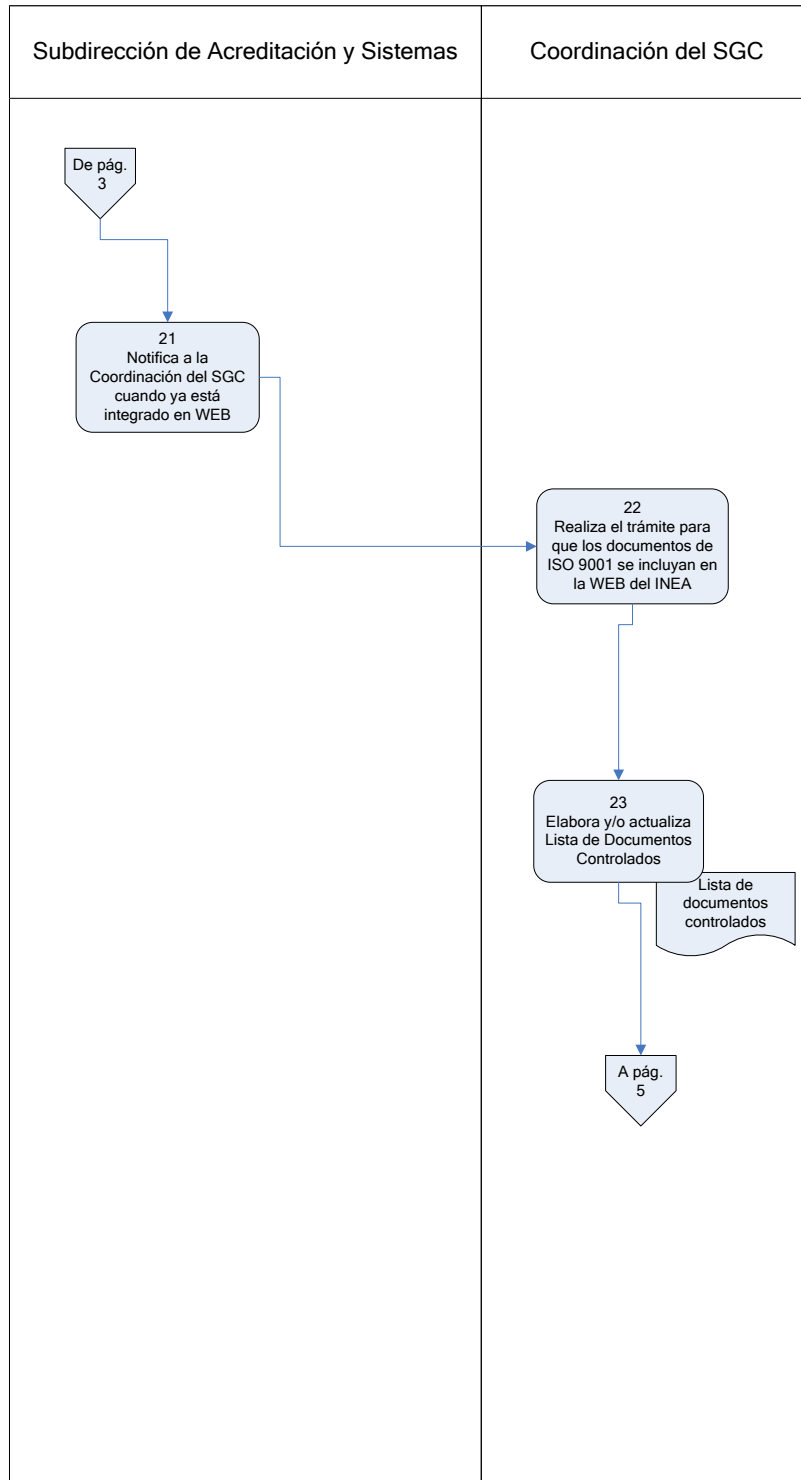 Subdirección de Acreditación y Sistemas
Coordinación del SGC
De pág.
3
21
Notifica a la
Coordinación del SGC
cuando ya está
integrado en WEB
22
Realiza el trámite para
que los documentos de
ISO 9001 se incluyan en
la WEB del INEA
23
Elabora y/o actualiza
Lista de Documentos
Controlados
Lista de
documentos
controlados
A pág.
5